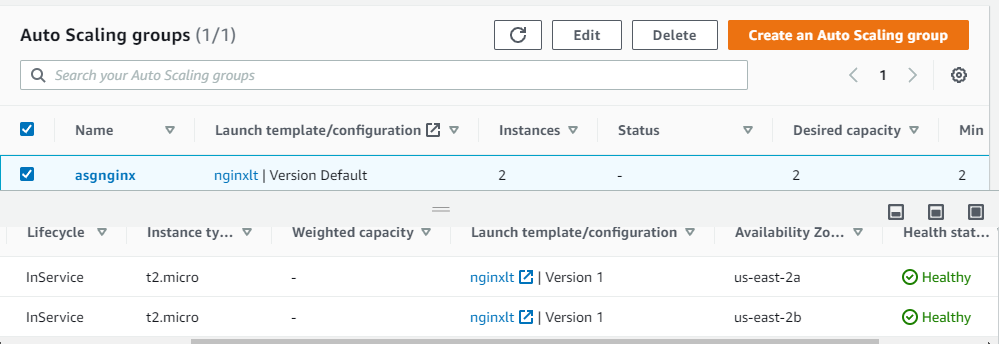 Auto Scaling groups (1/1) Edit Delete Create an Auto Scaling group
Search your Auto Scaling groups 1
Name Launch template/configuration Instances Status Desired capacity Min
asgnginx nginxlt | Version Default 2 - 2 2
Lifecycle Instance ty... Weighted capacity Launch template/configuration Availability Zo... Health stat...
InService t2.micro - nginxlt | Version 1 us-east-2a Healthy
InService t2.micro - nginxlt | Version 1 us-east-2b Healthy